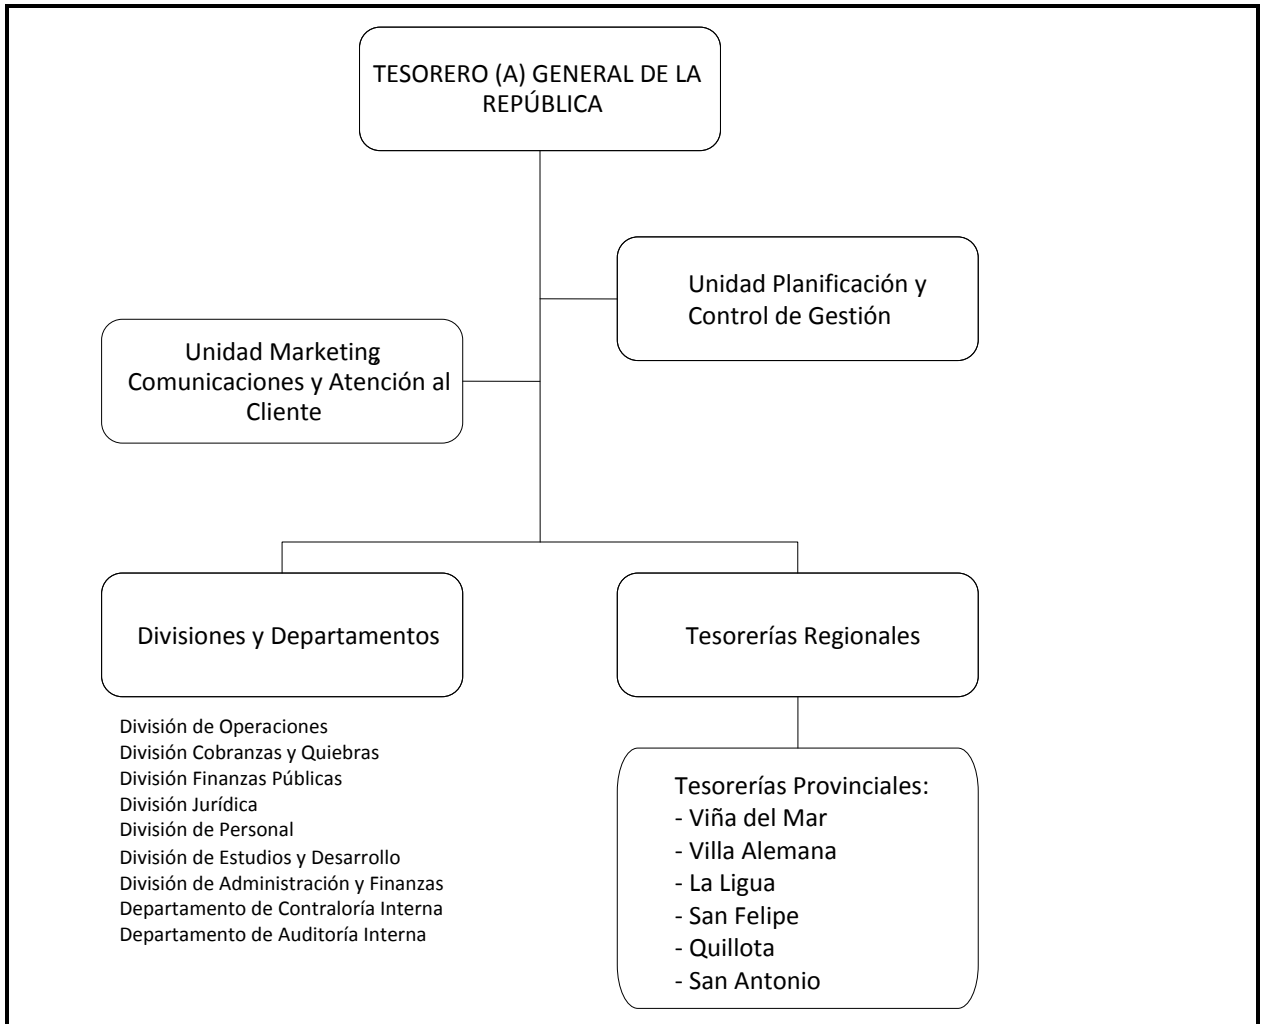 TESORERO (A) GENERAL DE LA
REPÚBLICA
Unidad Planificación y
Control de Gestión
Unidad Marketing,
Comunicaciones y Atención al
Cliente
Divisiones y Departamentos
Tesorerías Regionales
División de Operaciones
División Cobranzas y Quiebras
División Finanzas Públicas
División Jurídica
División de Personal
División de Estudios y Desarrollo
División de Administración y Finanzas
Departamento de Contraloría Interna
Departamento de Auditoría Interna
Tesorerías Provinciales:
- Viña del Mar
- Villa Alemana
- La Ligua
- San Felipe
- Quillota
- San Antonio